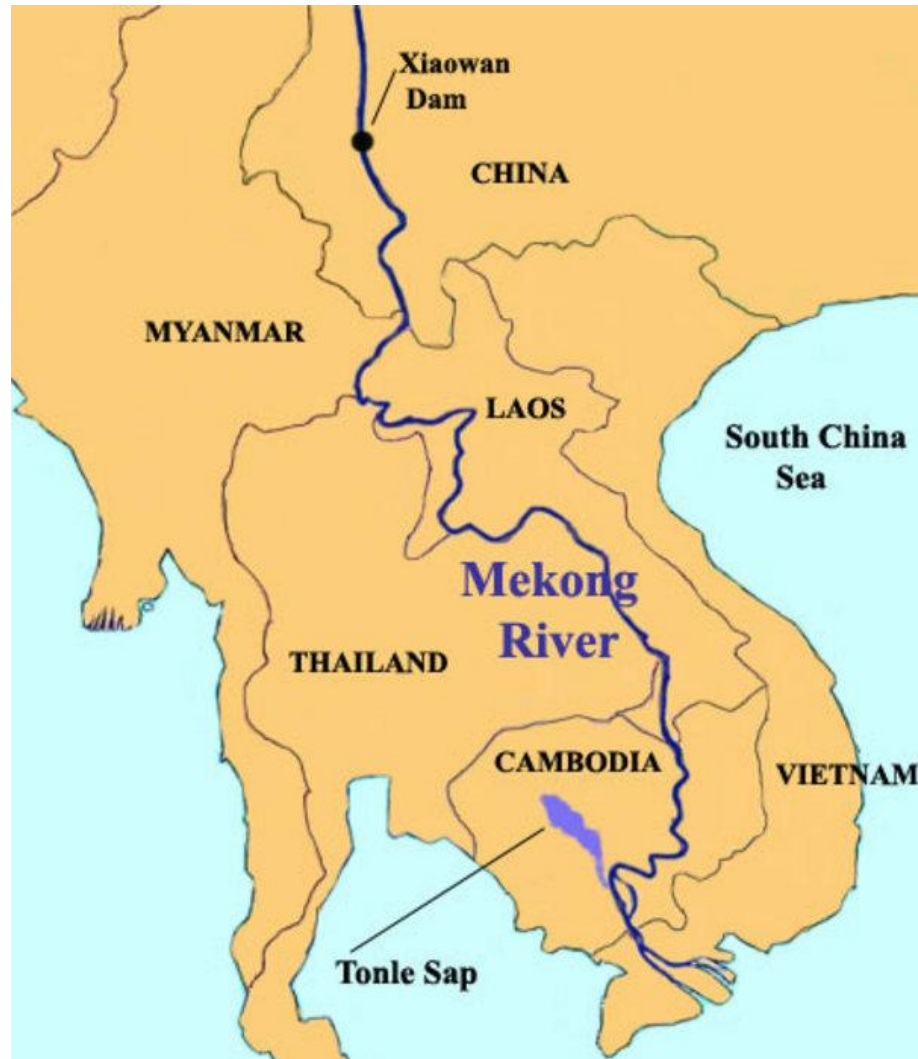 Xiaowan
Dam
CHINA
MYANMAR
LAOS
South China
Sea
Mekong
River
THAILAND
CAMBODIA
VIETNAM
Tonle Sap